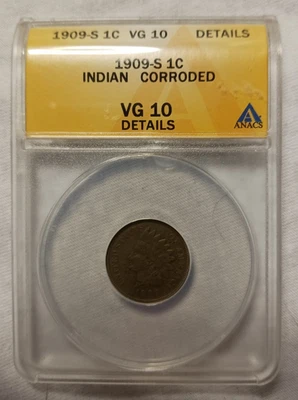 1909-S 1C VG 10 DETAILS
1909-S 1C
INDIAN CORRODED
VG 10
DETAILS
ANACS